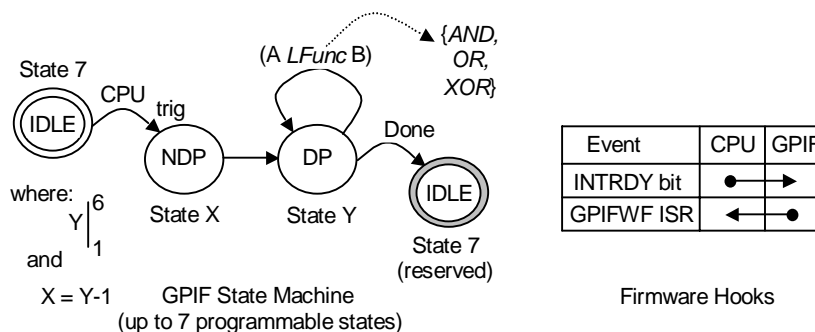 State 7
IDLE
CPU
trig
(A LFunc B)
{AND,
OR,
XOR}
NDP
State X
DP
State Y
Done
IDLE
State 7
(reserved)
where:
Y|6
1
and
X = Y-1
GPIF State Machine
(up to 7 programmable states)
Event CPU GPIF
INTRDY bit
GPIFWF ISR
Firmware Hooks